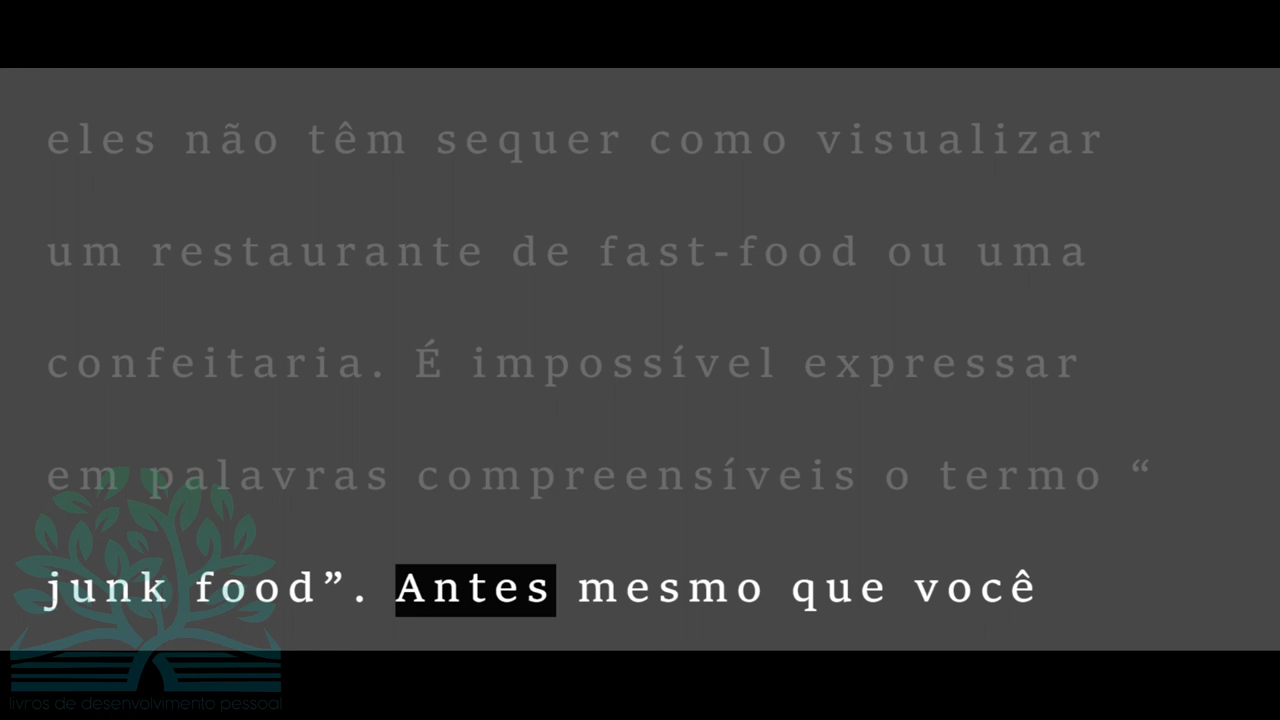 eles não têm sequer como visualizar
um restaurante de fast-food ou uma
confeitaria. É impossível expressar
em palavras compreensíveis o termo “
junk food”. Antes mesmo que você
livros de desenvolvimento pessoal